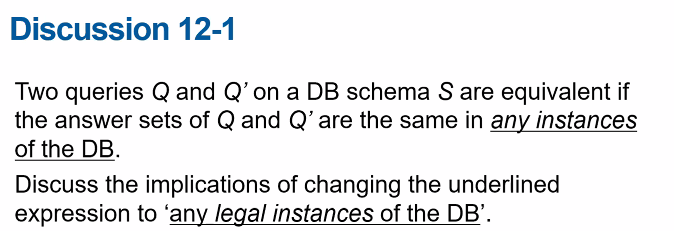 Discussion 12-1
Two queries Q and Q’ on a DB schema S are equivalent if
the answer sets of Q and Q’ are the same in any instances
of the DB.
Discuss the implications of changing the underlined
expression to ‘any legal instances of the DB’.